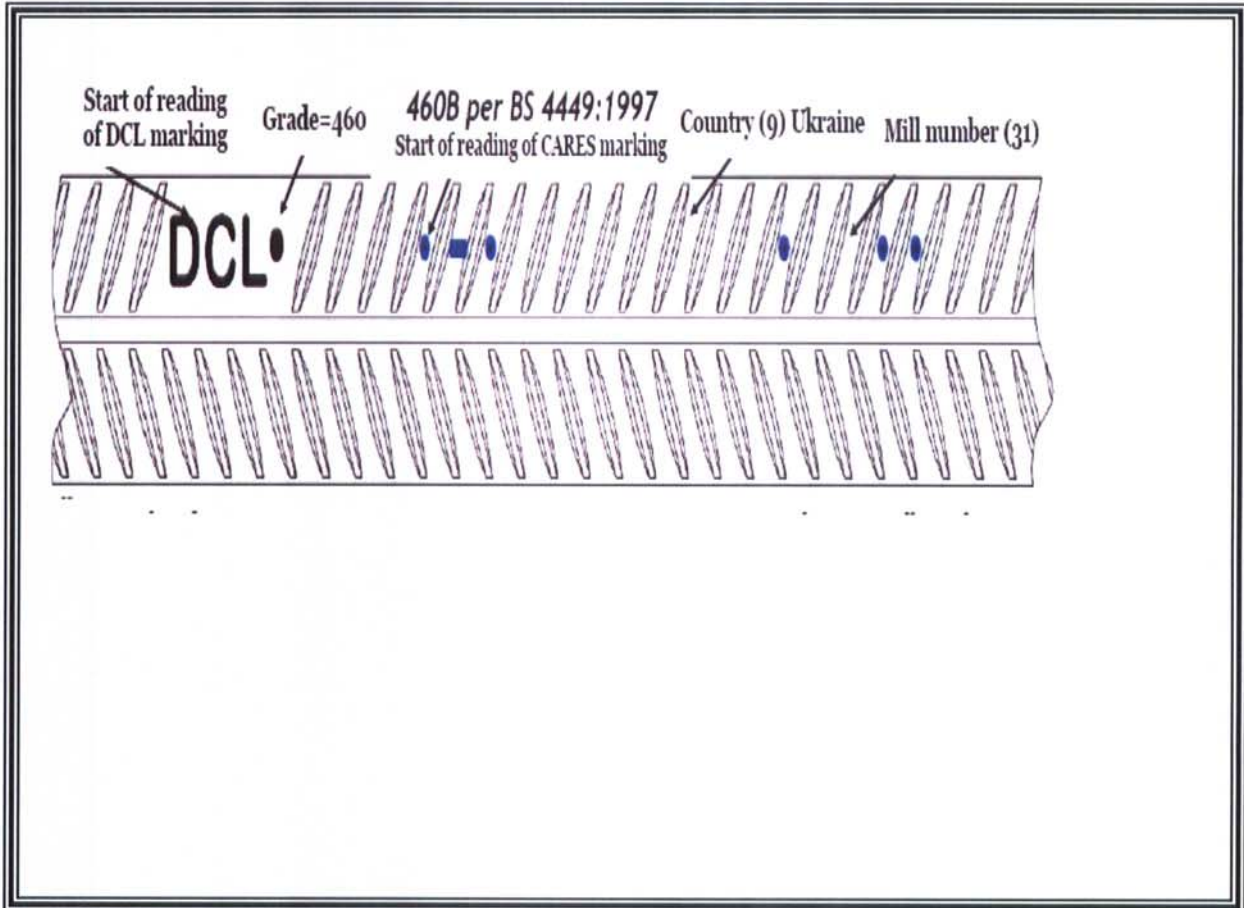 Start of reading
of DCL marking
Grade=460
460B per BS 4449:1997
Start of reading of CARES marking
Country (9) Ukraine
Mill number (31)
DCL